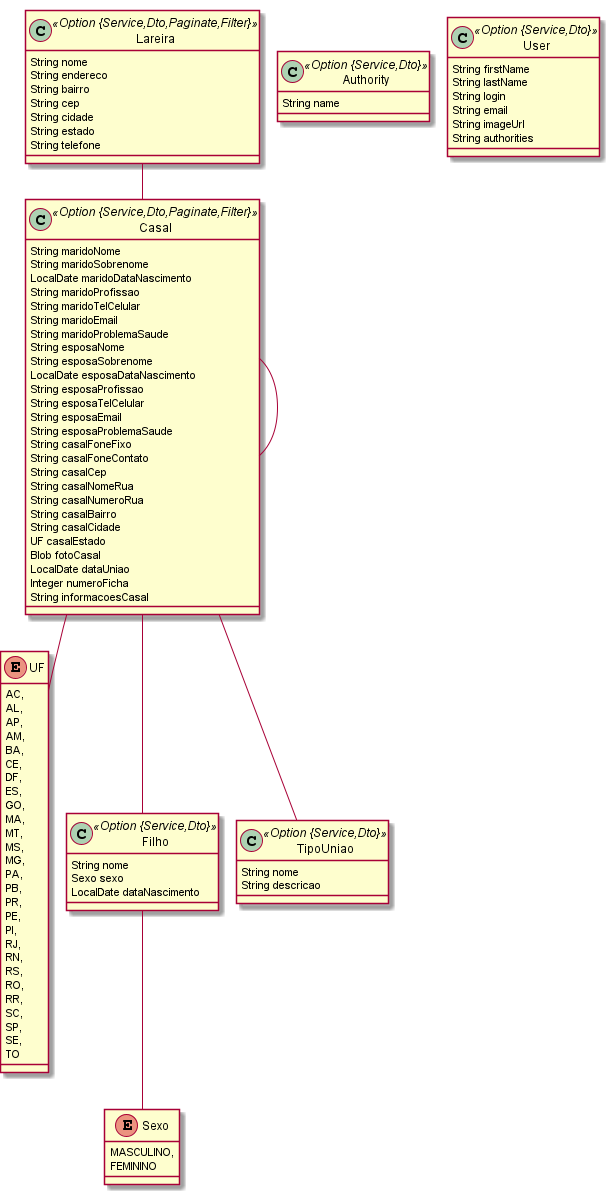 C «Option {Service,Dto,Paginate,Filter}»
Lareira
String nome
String endereco
String bairro
String cep
String cidade
String estado
String telefone
C «Option {Service,Dto}»
Authority
String name
C «Option {Service,Dto}»
User
String firstName
String lastName
String login
String email
String imageUrl
String authorities
C «Option {Service,Dto,Paginate,Filter}»
Casal
String maridoNome
String maridoSobrenome
LocalDate maridoDataNascimento
String maridoProfissao
String maridoTelCelular
String maridoEmail
String maridoProblemaSaude
String esposaNome
String esposaSobrenome
LocalDate esposaDataNascimento
String esposaProfissao
String esposaTelCelular
String esposaEmail
String esposaProblemaSaude
String casalFoneFixo
String casalFoneContato
String casalCep
String casalNomeRua
String casalNumeroRua
String casalBairro
String casalCidade
UF casalEstado
Blob fotoCasal
LocalDate dataUniao
Integer numeroFicha
String informacoesCasal
E UF
AC,
AL,
AP,
AM,
BA,
CE,
DF,
ES,
GO,
MA,
MT,
MS,
MG,
PA,
PB,
PR,
PE,
PI,
RJ,
RN,
RS,
RO,
RR,
SC,
SP,
SE,
TO
C «Option {Service,Dto}»
Filho
String nome
Sexo sexo
LocalDate dataNascimento
C «Option {Service,Dto}»
TipoUniao
String nome
String descricao
E Sexo
MASCULINO,
FEMININO